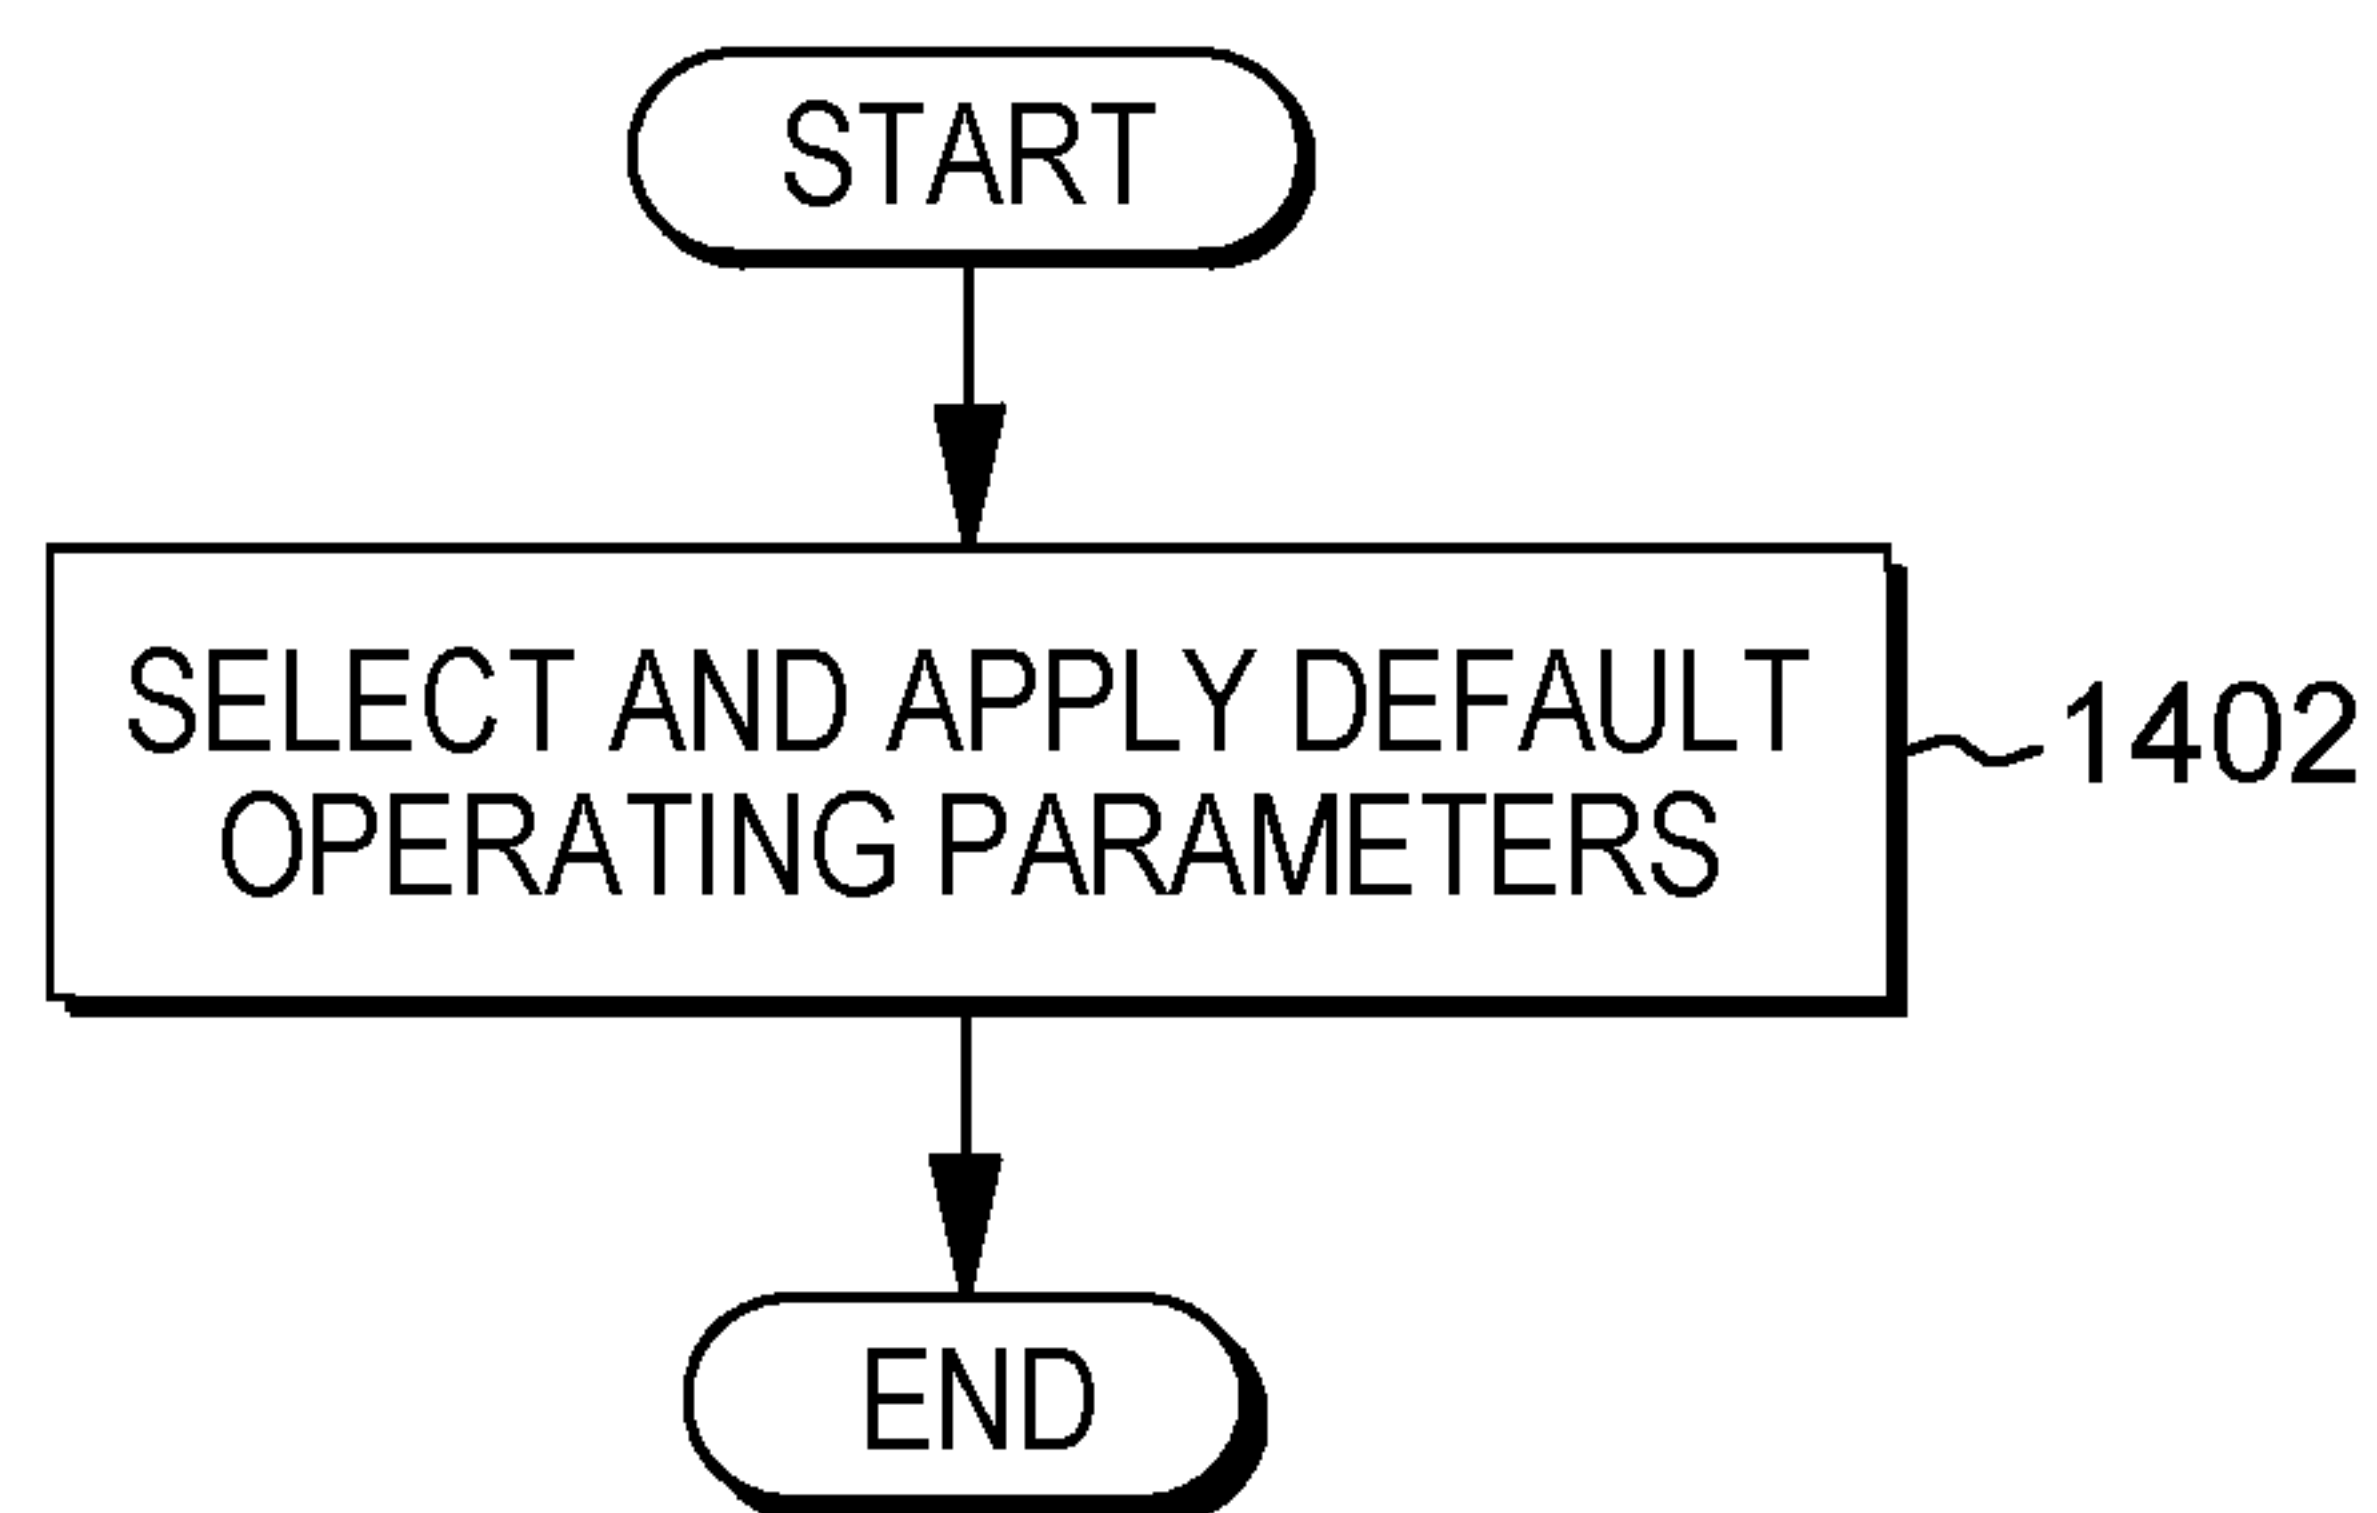 START
SELECT AND APPLY DEFAULT
OPERATING PARAMETERS
1402
END